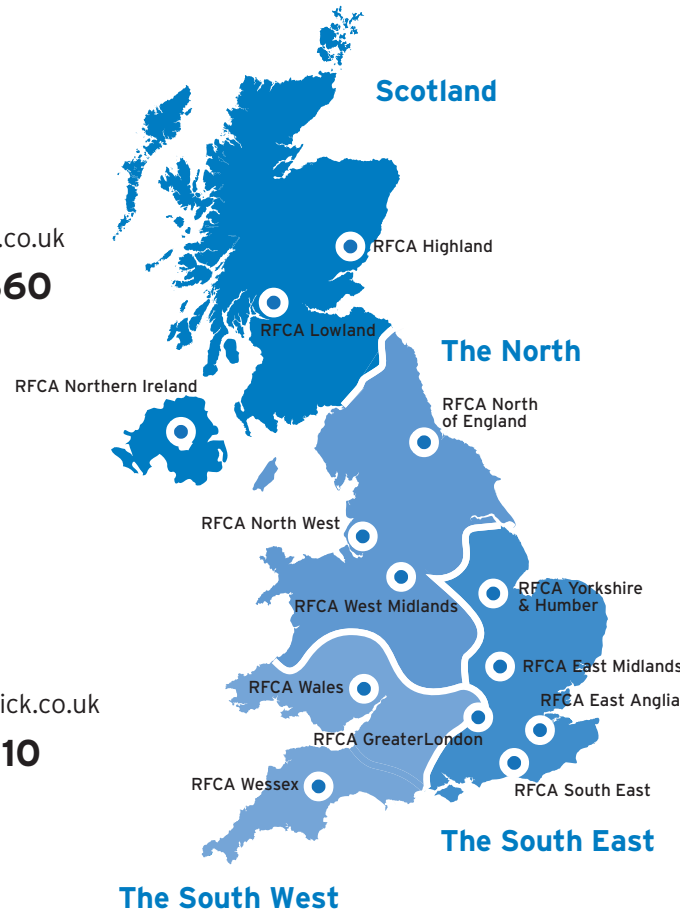 Scotland
.co.uk
RFCA Highland
60
RFCA Lowland
The North
RFCA Northern Ireland
RFCA North
of England
RFCA North West
RFCA Yorkshire
& Humber
RFCA West Midlands
RFCA East Midlands
RFCA Wales
RFCA East Anglia
ick.co.uk
RFCA GreaterLondon
10
RFCA Wessex
RFCA South East
The South East
The South West